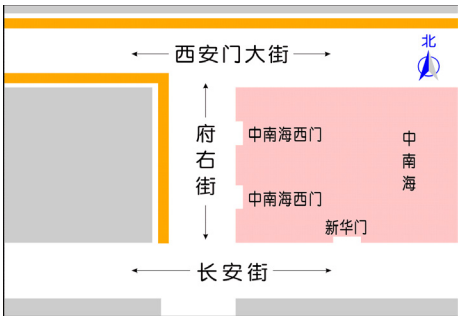 北
西安门大街
府右街
中南海西门
中南海
中南海西门
新华门
长安街